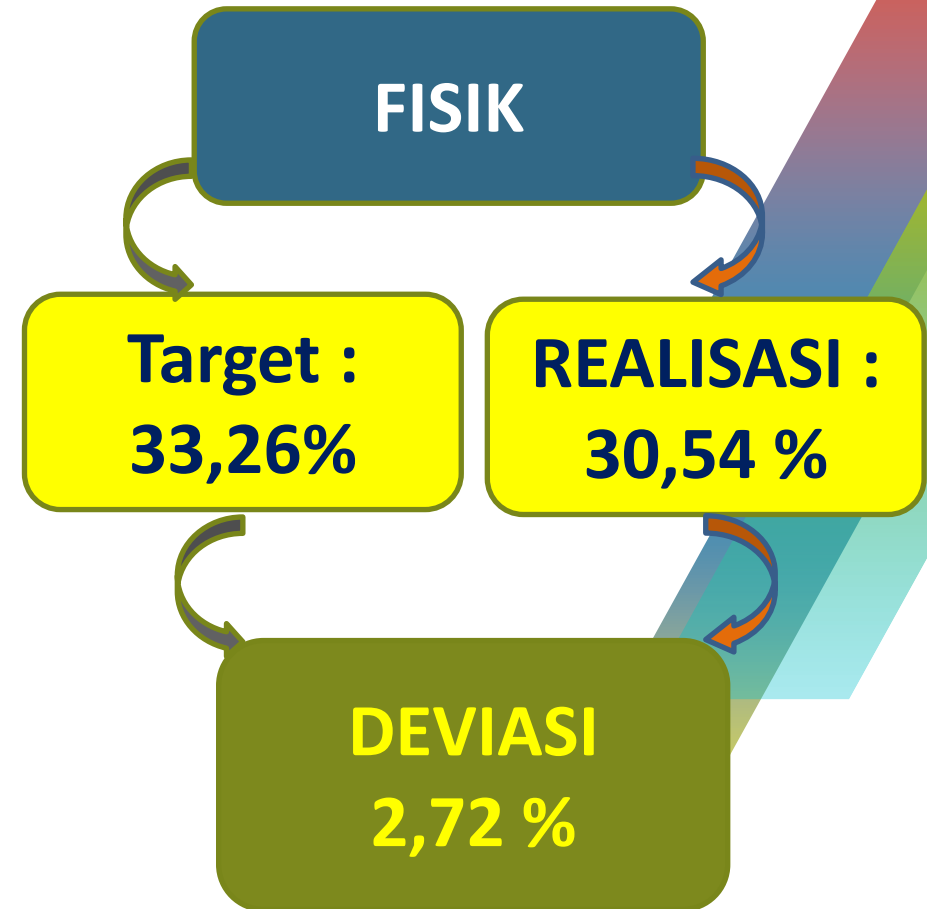 FISIK
Target :
33,26%
REALISASI :
30,54 %
DEVIASI
2,72 %